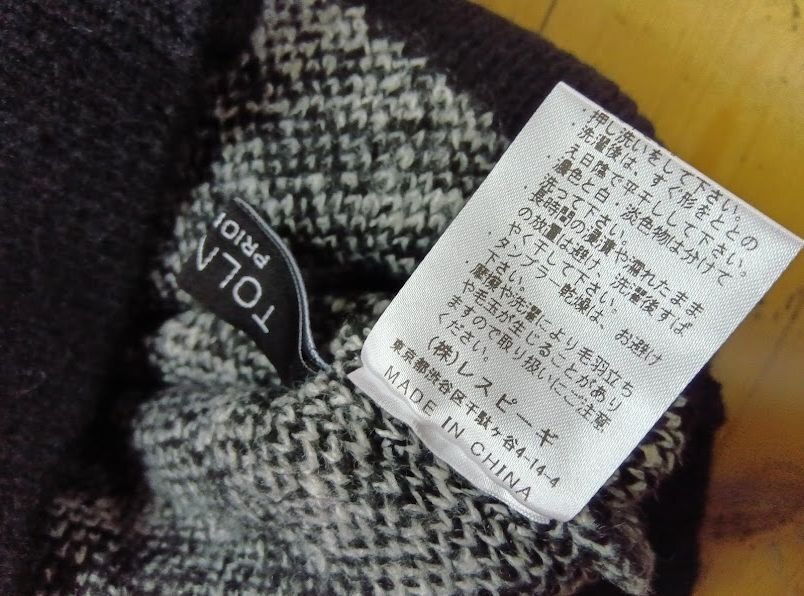 TOLA
PRIOI
・押し洗いをして下さい。
・洗濯後は、すぐ形をととの
え日陰で平干しして下さい。
・濃色と白・淡色物は分けて
洗って下さい。
・長時間の浸漬や濡れたまま
の放置は避け、洗濯後すば
やく干して下さい。
・タンブラー乾燥は、お避け
下さい。
・摩擦や洗濯により毛羽立ち
や毛玉が生じることがあり
ますので取り扱いにご注意
ください。
(株)レスピーギ
東京都渋谷区千駄ヶ谷4-14-4
MADE IN CHINA